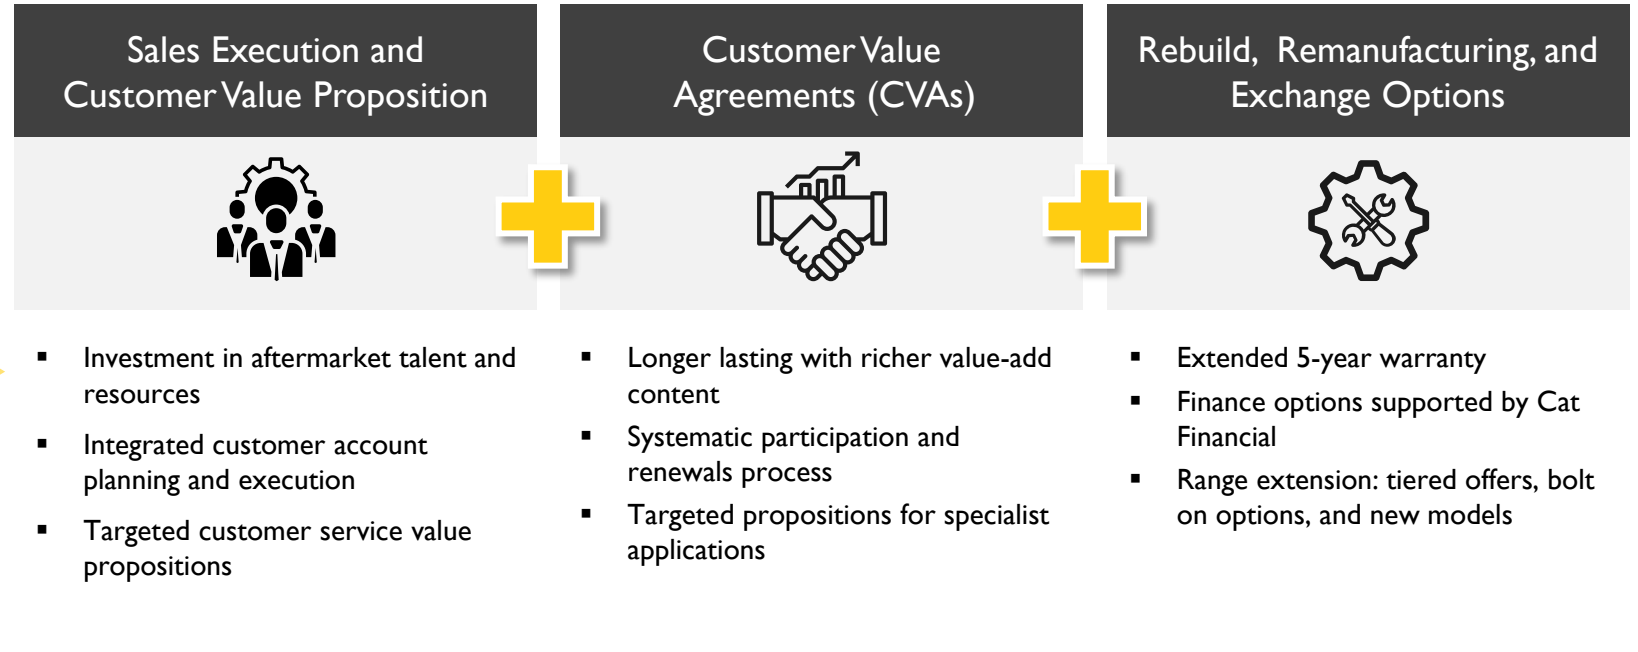 Sales Execution and
Customer Value Proposition
Customer Value
Agreements (CVAs)
Rebuild, Remanufacturing, and
Exchange Options
▪ Investment in aftermarket talent and
resources
▪ Integrated customer account
planning and execution
▪ Targeted customer service value
propositions
▪ Longer lasting with richer value-add
content
▪ Systematic participation and
renewals process
▪ Targeted propositions for specialist
applications
▪ Extended 5-year warranty
▪ Finance options supported by Cat
Financial
▪ Range extension: tiered offers, bolt
on options, and new models